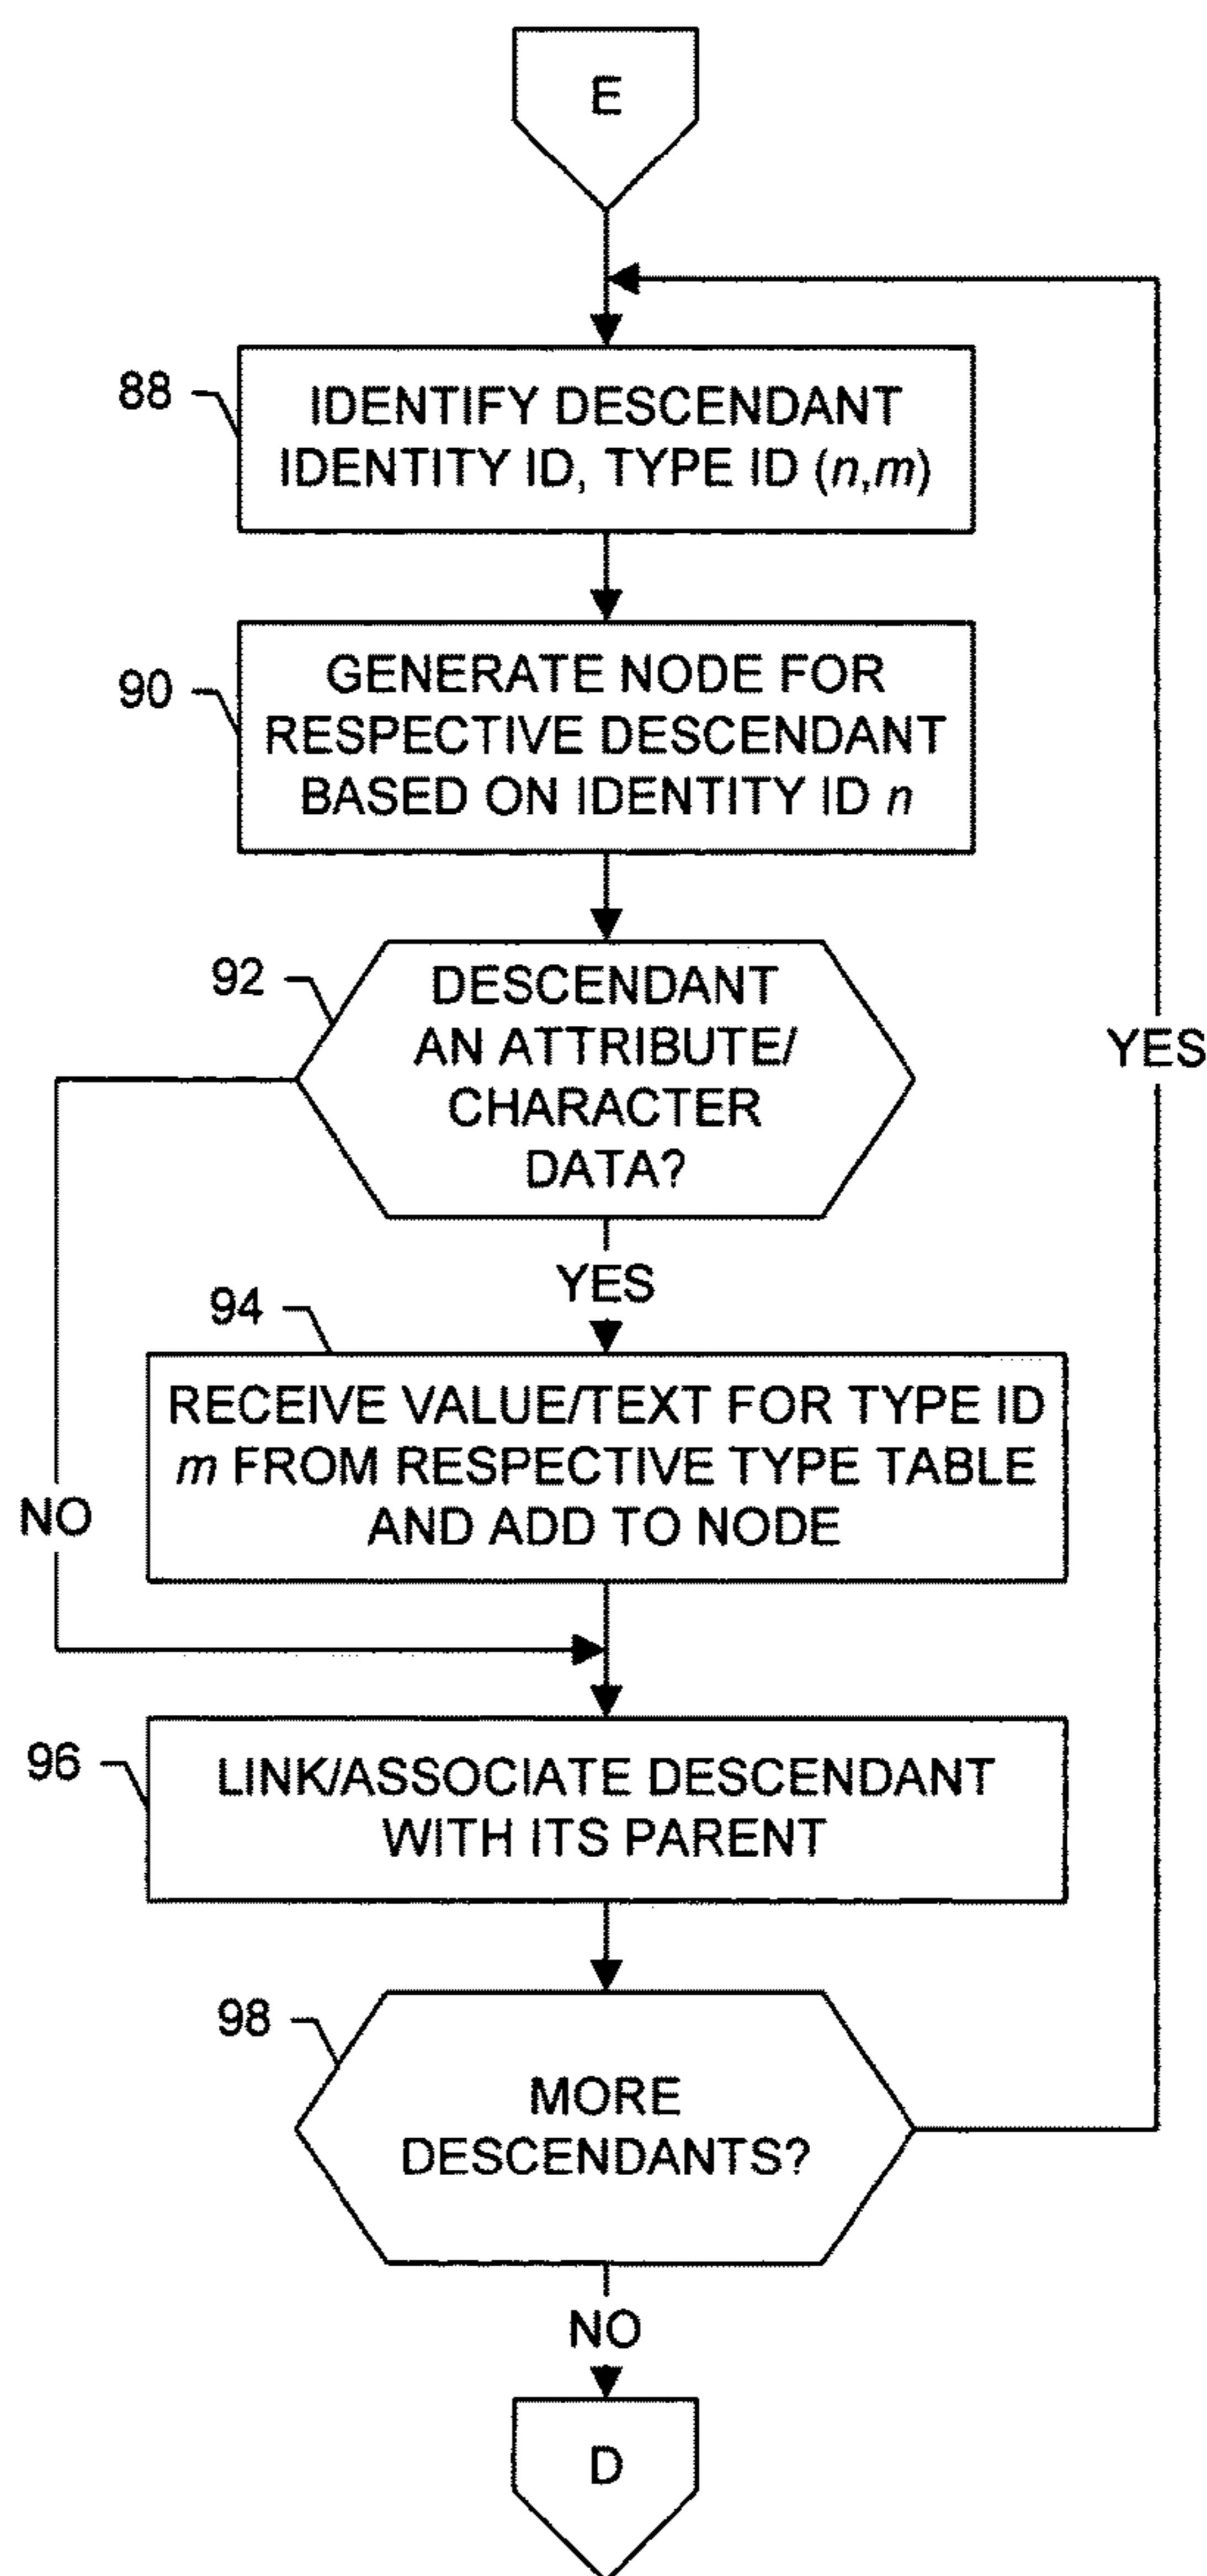 E
88
IDENTIFY DESCENDANT
IDENTITY ID, TYPE ID (n,m)
90
GENERATE NODE FOR
RESPECTIVE DESCENDANT
BASED ON IDENTITY ID n
92
DESCENDANT
AN ATTRIBUTE/
CHARACTER
DATA?
YES
YES
94
RECEIVE VALUE/TEXT FOR TYPE ID
m FROM RESPECTIVE TYPE TABLE
AND ADD TO NODE
NO
96
LINK/ASSOCIATE DESCENDANT
WITH ITS PARENT
98
MORE
DESCENDANTS?
NO
D